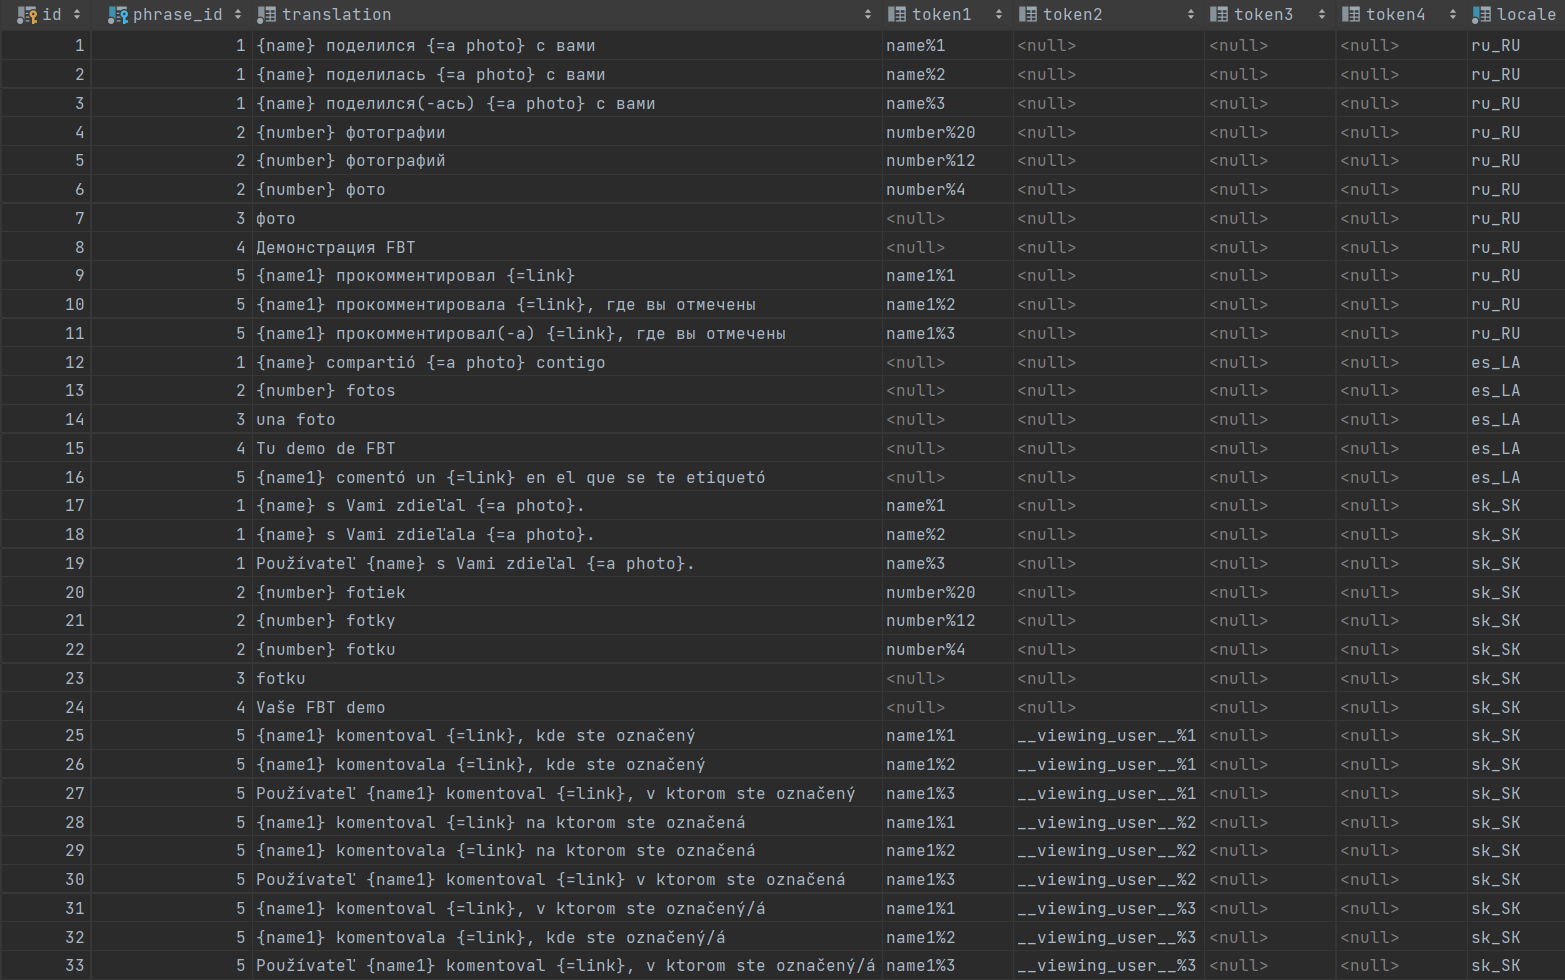 id phrase_id translation token1 token2 token3 token4 locale
1 1 {name} поделился {=a photo} с вами name%1 <null> <null> <null> ru_RU
2 1 {name} поделилась {=a photo} с вами name%2 <null> <null> <null> ru_RU
3 1 {name} поделился(-ась) {=a photo} с вами name%3 <null> <null> <null> ru_RU
4 2 {number} фотографии number%20 <null> <null> <null> ru_RU
5 2 {number} фотографий number%12 <null> <null> <null> ru_RU
6 2 {number} фото number%4 <null> <null> <null> ru_RU
7 3 фото <null> <null> <null> <null> ru_RU
8 4 Демонстрация FBT <null> <null> <null> <null> ru_RU
9 5 {name1} прокомментировал {=link} name1%1 <null> <null> <null> ru_RU
10 5 {name1} прокомментировала {=link}, где вы отмечены name1%2 <null> <null> <null> ru_RU
11 5 {name1} прокомментировал(-а) {=link}, где вы отмечены name1%3 <null> <null> <null> ru_RU
12 1 {name} compartió {=a photo} contigo <null> <null> <null> <null> es_LA
13 2 {number} fotos <null> <null> <null> <null> es_LA
14 3 una foto <null> <null> <null> <null> es_LA
15 4 Tu demo de FBT <null> <null> <null> <null> es_LA
16 5 {name1} comentó un {=link} en el que se te etiquetó <null> <null> <null> <null> es_LA
17 1 {name} s Vami zdieľal {=a photo}. name%1 <null> <null> <null> sk_SK
18 1 {name} s Vami zdieľala {=a photo}. name%2 <null> <null> <null> sk_SK
19 1 Používateľ {name} s Vami zdieľal {=a photo}. name%3 <null> <null> <null> sk_SK
20 2 {number} fotiek number%20 <null> <null> <null> sk_SK
21 2 {number} fotky number%12 <null> <null> <null> sk_SK
22 2 {number} fotku number%4 <null> <null> <null> sk_SK
23 3 fotku <null> <null> <null> <null> sk_SK
24 4 Vaše FBT demo <null> <null> <null> <null> sk_SK
25 5 {name1} komentoval {=link}, kde ste označený name1%1 __viewing_user__%1 <null> <null> sk_SK
26 5 {name1} komentovala {=link}, kde ste označený name1%2 __viewing_user__%1 <null> <null> sk_SK
27 5 Používateľ {name1} komentoval {=link}, v ktorom ste označený name1%3 __viewing_user__%1 <null> <null> sk_SK
28 5 {name1} komentoval {=link} na ktorom ste označená name1%1 __viewing_user__%2 <null> <null> sk_SK
29 5 {name1} komentovala {=link} na ktorom ste označená name1%2 __viewing_user__%2 <null> <null> sk_SK
30 5 Používateľ {name1} komentoval {=link} v ktorom ste označená name1%3 __viewing_user__%2 <null> <null> sk_SK
31 5 {name1} komentoval {=link}, v ktorom ste označený/á name1%1 __viewing_user__%3 <null> <null> sk_SK
32 5 {name1} komentovala {=link}, kde ste označený/á name1%2 __viewing_user__%3 <null> <null> sk_SK
33 5 Používateľ {name1} komentoval {=link}, v ktorom ste označený/á name1%3 __viewing_user__%3 <null> <null> sk_SK